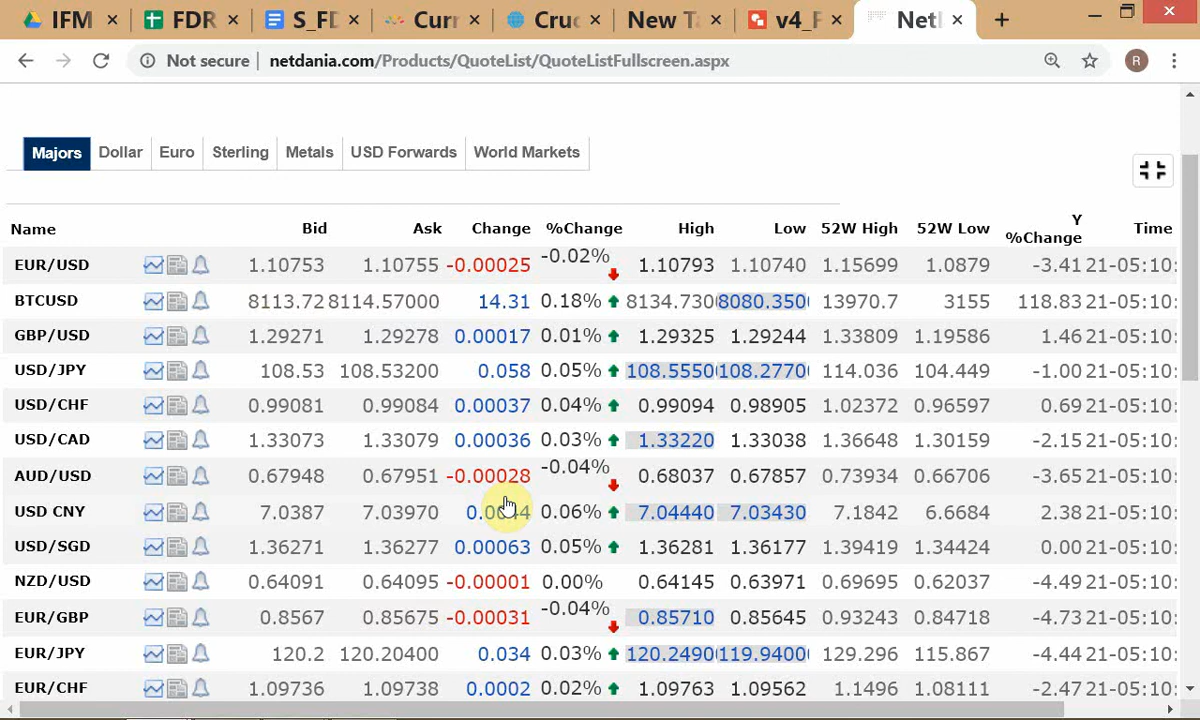 IFM × FDR × S_FD × Curr × Cruc × New Ta × v4_F × Netl × +
Not secure | netdania.com/Products/QuoteList/QuoteListFullscreen.aspx R
Majors Dollar Euro Sterling Metals USD Forwards World Markets
Name Bid Ask Change %Change High Low 52W High 52W Low Y %Change Time
EUR/USD 1.10753 1.10755 -0.00025 -0.02% 1.10793 1.10740 1.15699 1.0879 -3.41 21-05:10:
BTCUSD 8113.72 8114.57000 14.31 0.18% 8134.730 8080.350 13970.7 3155 118.83 21-05:10:
GBP/USD 1.29271 1.29278 0.00017 0.01% 1.29325 1.29244 1.33809 1.19586 1.46 21-05:10:
USD/JPY 108.53 108.53200 0.058 0.05% 108.5550 108.2770 114.036 104.449 -1.00 21-05:10:
USD/CHF 0.99081 0.99084 0.00037 0.04% 0.99094 0.98905 1.02372 0.96597 0.69 21-05:10:
USD/CAD 1.33073 1.33079 0.00036 0.03% 1.33220 1.33038 1.36648 1.30159 -2.15 21-05:10:
AUD/USD 0.67948 0.67951 -0.00028 -0.04% 0.68037 0.67857 0.73934 0.66706 -3.65 21-05:10:
USD CNY 7.0387 7.03970 0.0044 0.06% 7.04440 7.03430 7.1842 6.6684 2.38 21-05:10:
USD/SGD 1.36271 1.36277 0.00063 0.05% 1.36281 1.36177 1.39419 1.34424 0.00 21-05:10:
NZD/USD 0.64091 0.64095 -0.00001 0.00% 0.64145 0.63971 0.69695 0.62037 -4.49 21-05:10:
EUR/GBP 0.8567 0.85675 -0.00031 -0.04% 0.85710 0.85645 0.93243 0.84718 -4.73 21-05:10:
EUR/JPY 120.2 120.20400 0.034 0.03% 120.2490 119.9400 129.296 115.867 -4.44 21-05:10:
EUR/CHF 1.09736 1.09738 0.0002 0.02% 1.09763 1.09562 1.1496 1.08111 -2.47 21-05:10: